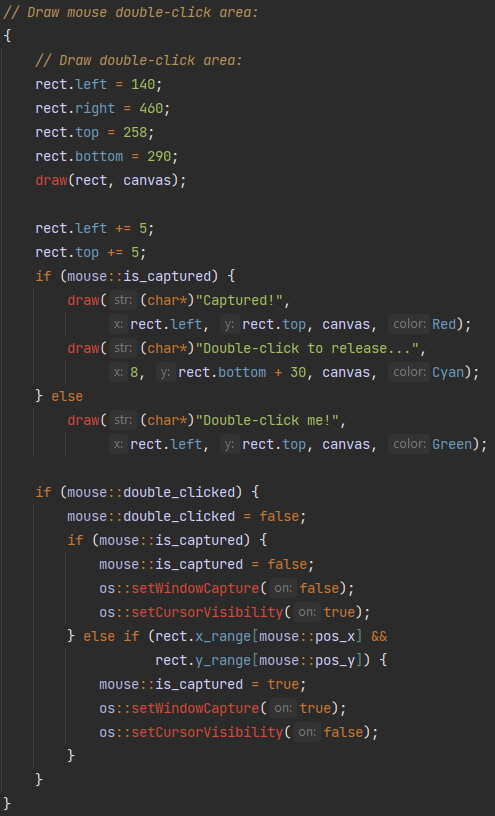 // Draw mouse double-click area:
{
    // Draw double-click area:
    rect.left = 140;
    rect.right = 460;
    rect.top = 258;
    rect.bottom = 290;
    draw(rect, canvas);

    rect.left += 5;
    rect.top += 5;
    if (mouse::is_captured) {
        draw( str: (char*)"Captured!",
             x: rect.left, y: rect.top, canvas, color: Red);
        draw( str: (char*)"Double-click to release...",
             x: 8, y: rect.bottom + 30, canvas, color: Cyan);
    } else
        draw( str: (char*)"Double-click me!",
             x: rect.left, y: rect.top, canvas, color: Green);

    if (mouse::double_clicked) {
        mouse::double_clicked = false;
        if (mouse::is_captured) {
            mouse::is_captured = false;
            os::setWindowCapture( on: false);
            os::setCursorVisibility( on: true);
        } else if (rect.x_range[mouse::pos_x] &&
                   rect.y_range[mouse::pos_y]) {
            mouse::is_captured = true;
            os::setWindowCapture( on: true);
            os::setCursorVisibility( on: false);
        }
    }
}